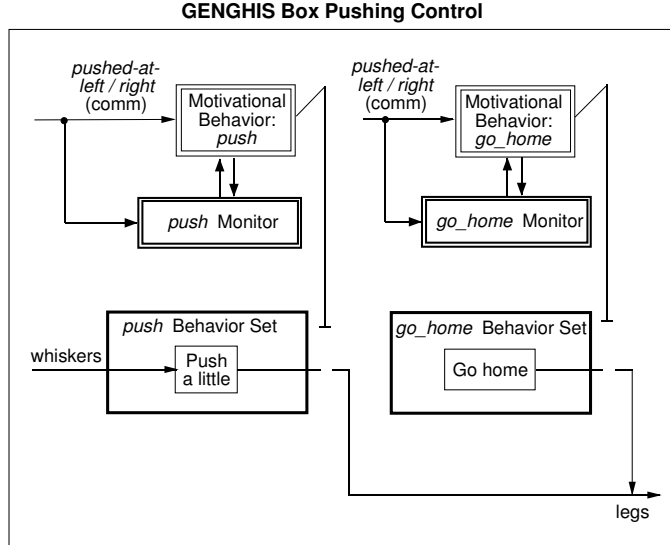 GENGHIS Box Pushing Control
pushed-at-
left / right
(comm)
Motivational
Behavior:
push
push Monitor
pushed-at-
left / right
(comm)
Motivational
Behavior:
go_home
go_home Monitor
push Behavior Set
whiskers
Push
a little
go_home Behavior Set
Go home
legs